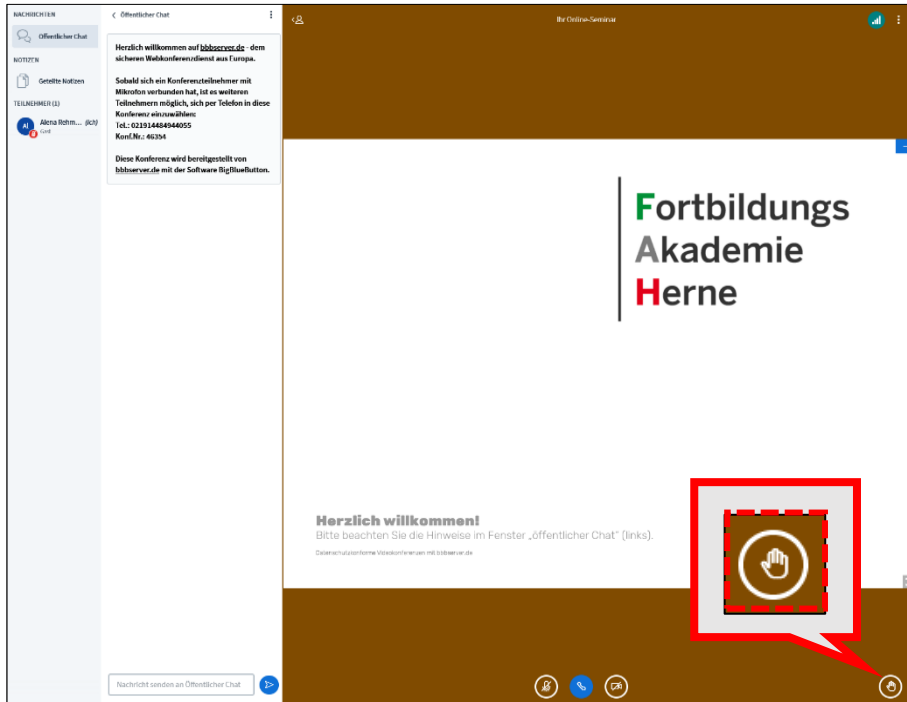 NACHRICHTEN
Öffentlicher Chat
NOTIZEN
Geteilte Notizen
TEILNEHMER (1)
Al
Alena Rehm... (Ich)
Gast
Öffentlicher Chat
Herzlich willkommen auf bbbserver.de - dem
sicheren Webkonferenzdienst aus Europa.
Sobald sich ein Konferenzteilnehmer mit
Mikrofon verbunden hat, ist es weiteren
Teilnehmern möglich, sich per Telefon in diese
Konferenz einzuwählen:
Tel.: 021914484944055
Konf.Nr.: 46354
Diese Konferenz wird bereitgestellt von
bbbserver.de mit der Software BigBlueButton.
Nachricht senden an Öffentlicher Chat
Ihr Online-Seminar
Fortbildungs
Akademie
Herne
Herzlich willkommen!
Bitte beachten Sie die Hinweise im Fenster „öffentlicher Chat" (links).
Datenschutzkonforme Videokonferenzen mit bbbserver.de